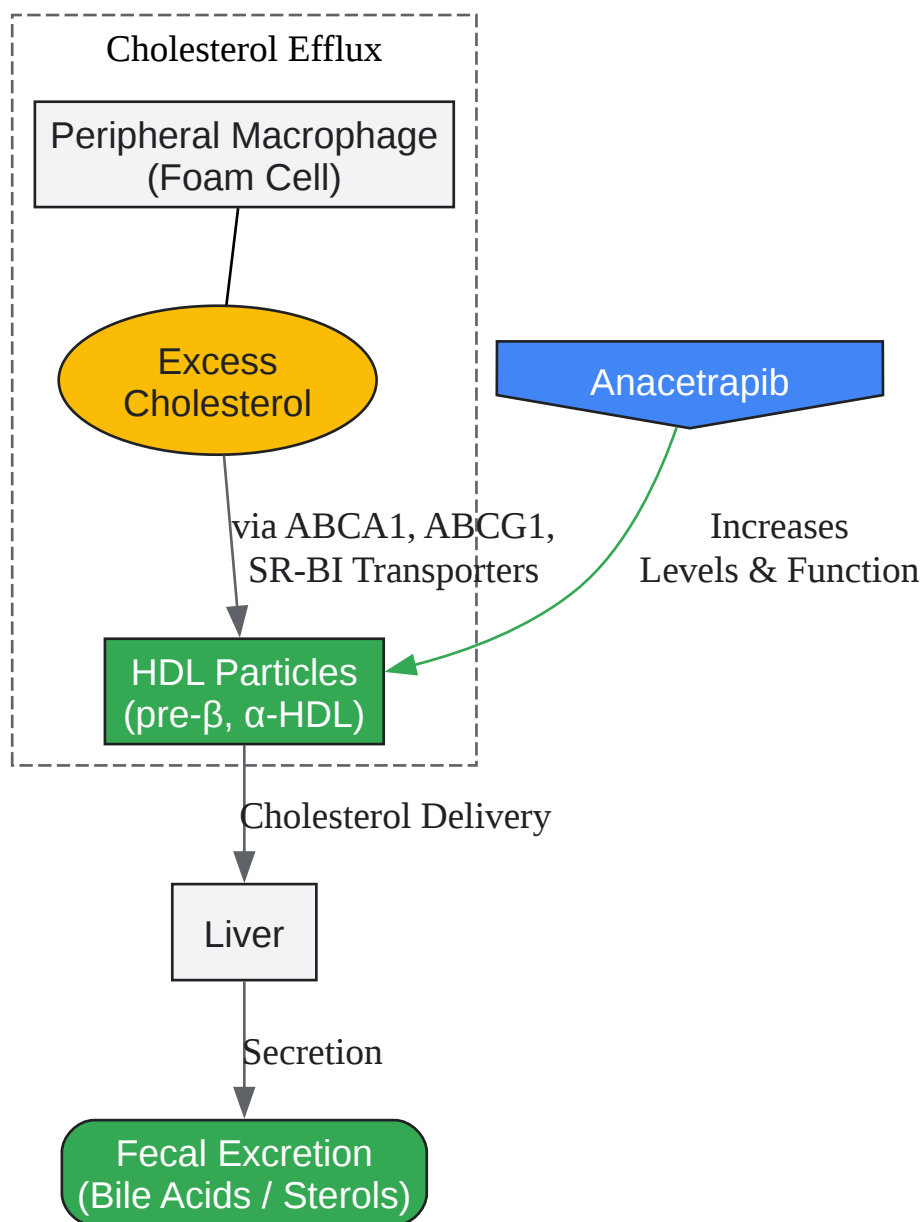 Cholesterol Efflux
Peripheral Macrophage
(Foam Cell)
Excess
Cholesterol
Anacetrapib
via ABCA1, ABCG1,
SR-BI Transporters
Increases
Levels & Function
HDL Particles
(pre-β, α-HDL)
Cholesterol Delivery
Liver
Secretion
Fecal Excretion
(Bile Acids / Sterols)